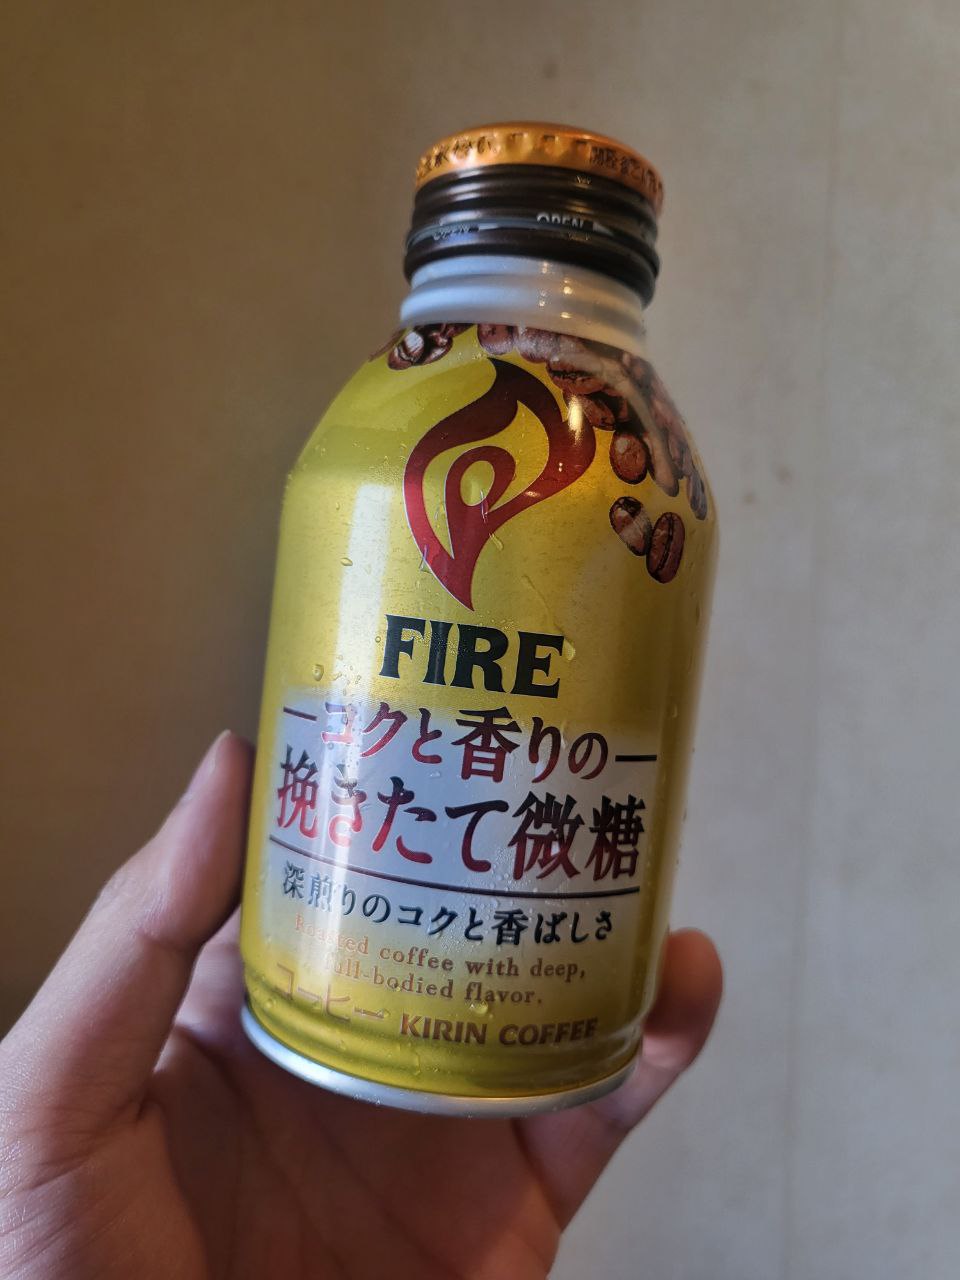 OPEN
FIRE
コクと香りの
挽きたて微糖
深煎りのコクと香ばしさ
Roasted coffee with deep,
full-bodied flavor.
コーヒー KIRIN COFFEE